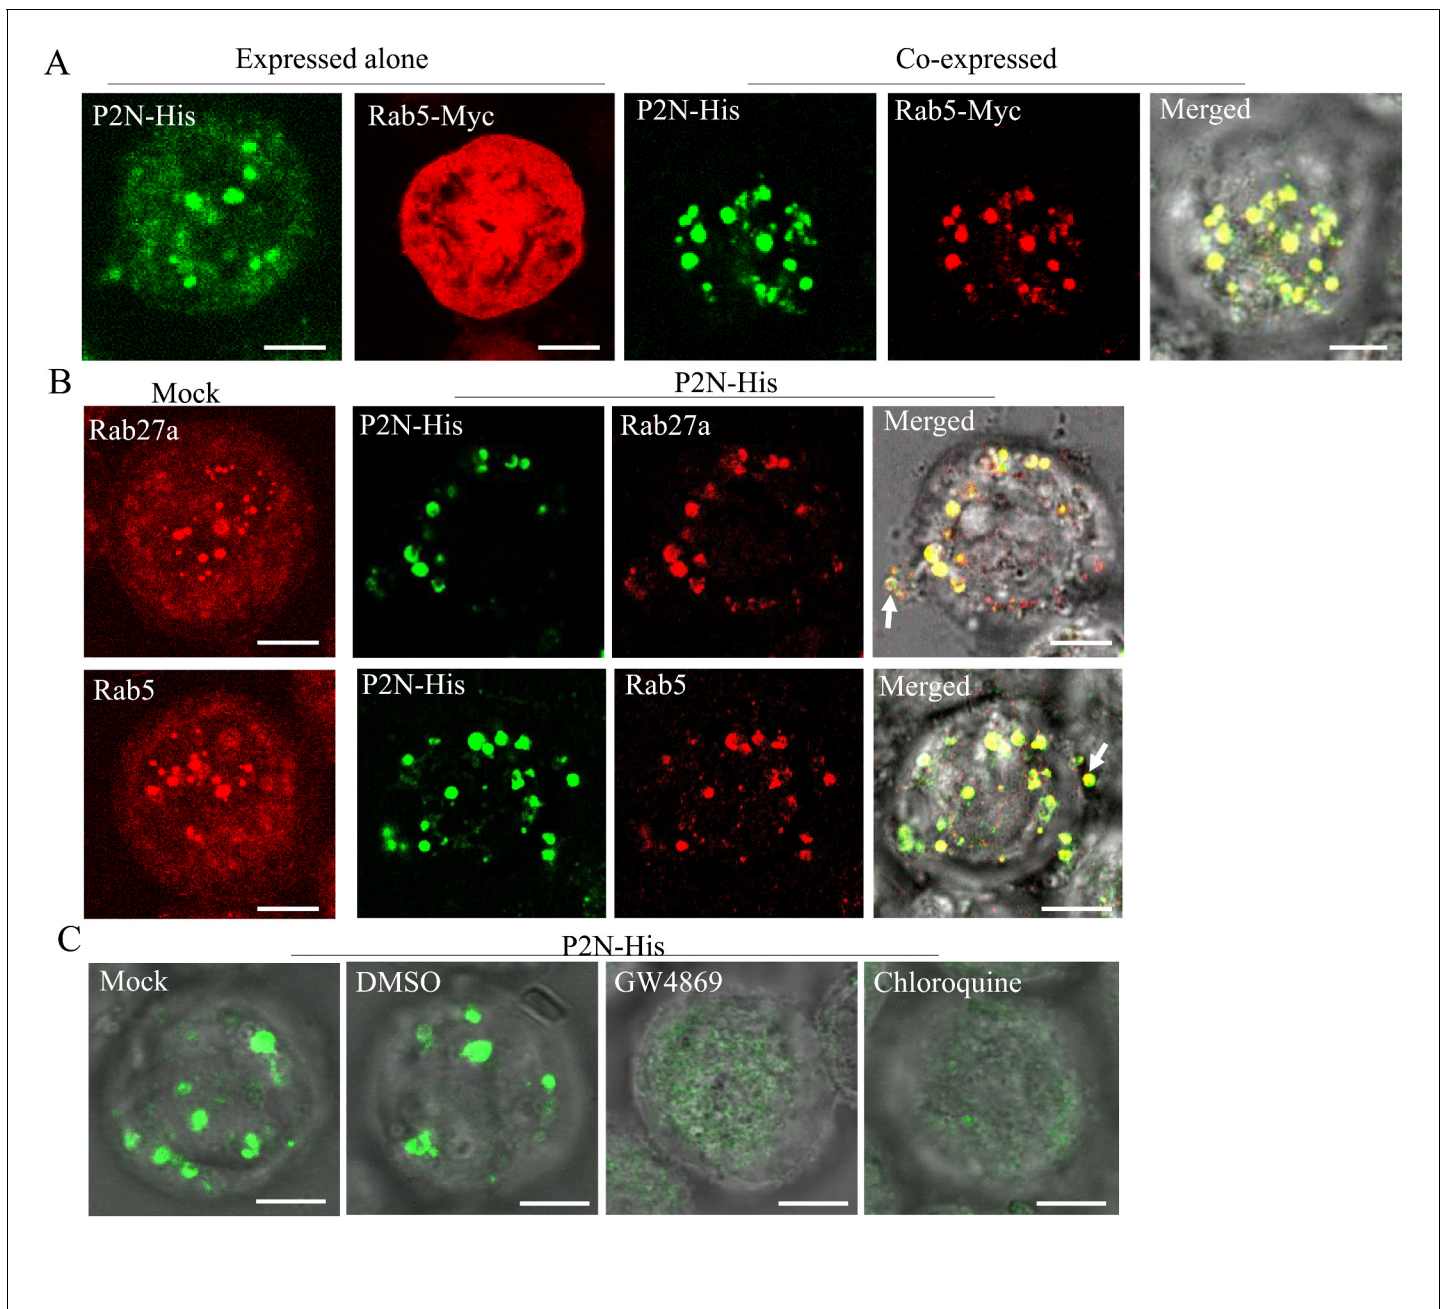 A
Expressed alone
Co-expressed
P2N-His
Rab5-Myc
P2N-His
Rab5-Myc
Merged
B
Mock
P2N-His
Rab27a
P2N-His
Rab27a
Merged
Rab5
P2N-His
Rab5
Merged
C
P2N-His
Mock
DMSO
GW4869
Chloroquine